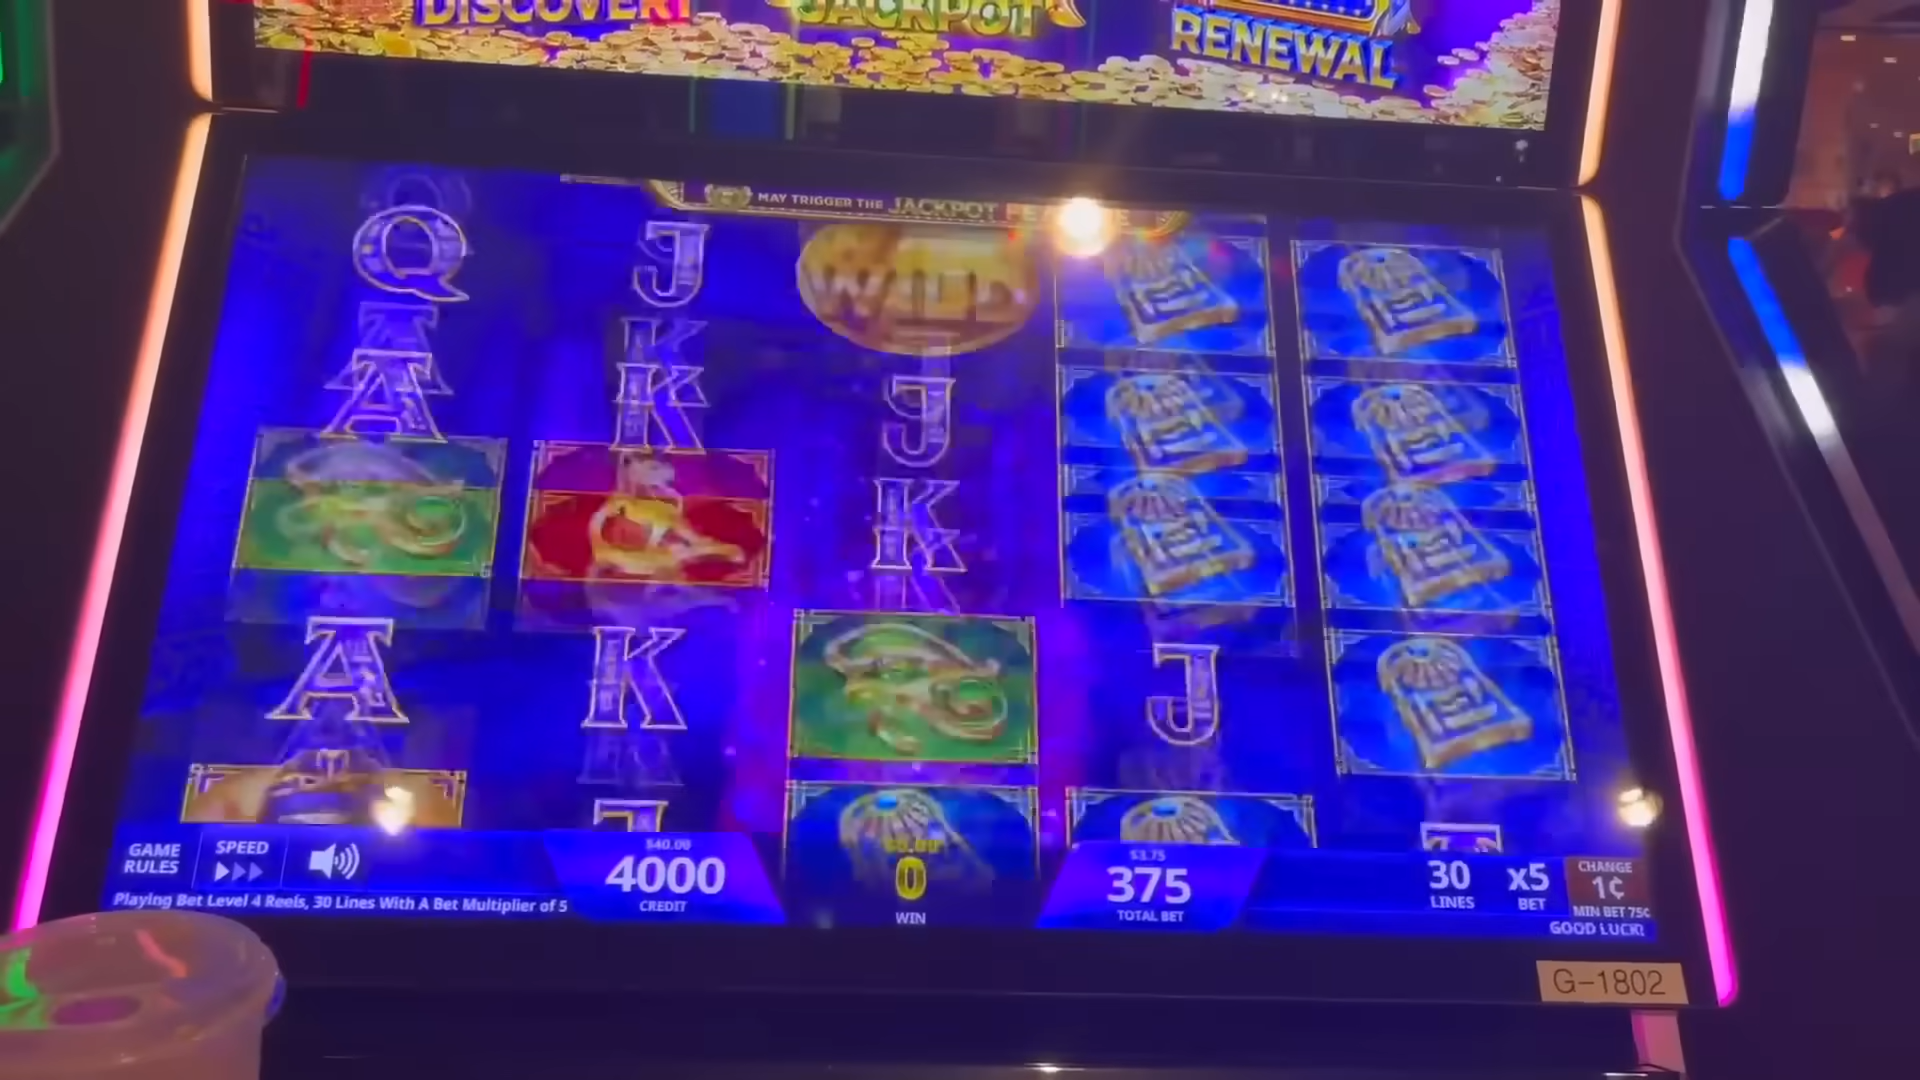 DISCOVERY
JACKPOT
RENEWAL
MAY TRIGGER THE JACKPOT
Q
J
WILD
A
K
J
K
A
K
J
GAME RULES
SPEED
$40.00
4000
CREDIT
0
WIN
$3.75
375
TOTAL BET
30
LINES
x5
BET
CHANGE
1¢
MIN BET 75¢
Playing Bet Level 4 Reels, 30 Lines With A Bet Multiplier of 5
GOOD LUCK!
G-1802